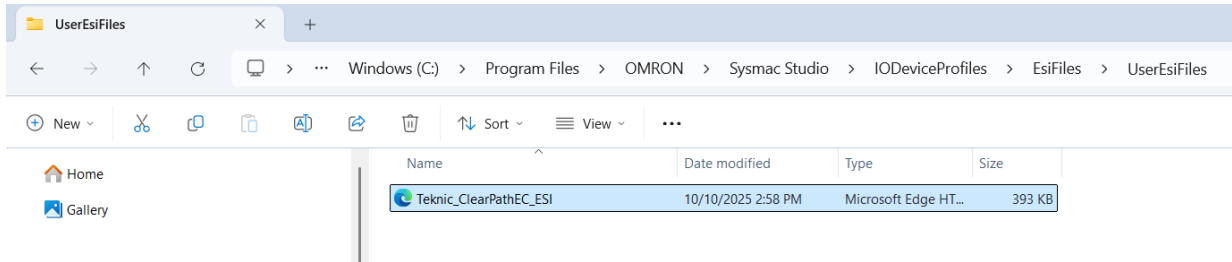 UserEsiFiles
Windows (C:) > Program Files > OMRON > Sysmac Studio > IODeviceProfiles > EsiFiles > UserEsiFiles
New Sort View
Name Date modified Type Size
Home
Teknic_ClearPathEC_ESI 10/10/2025 2:58 PM Microsoft Edge HT... 393 KB
Gallery